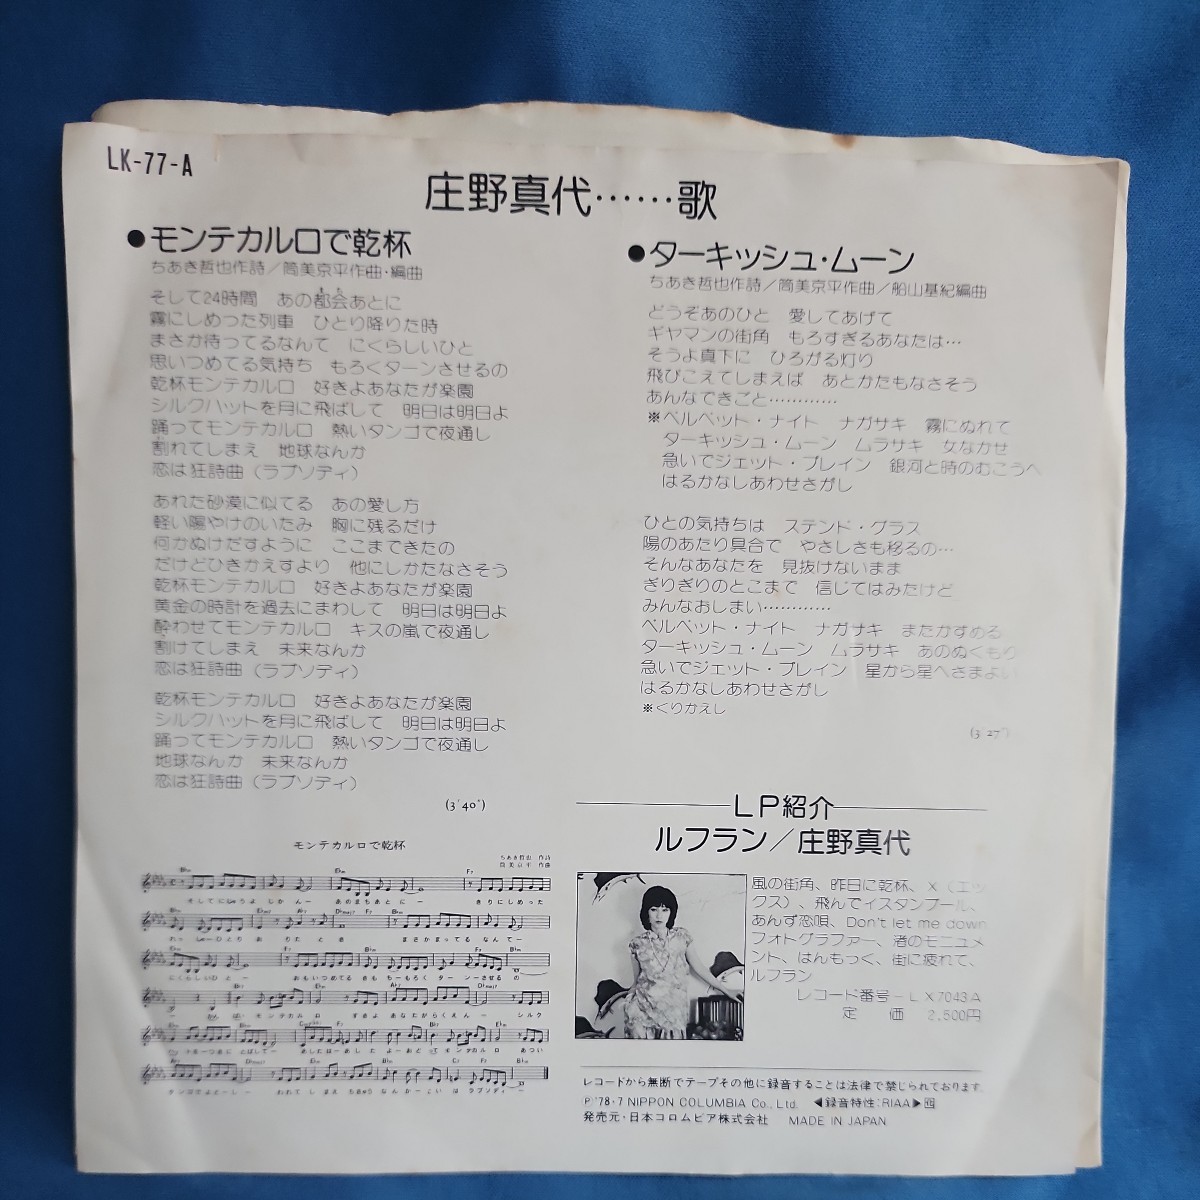 LK-77-A
庄野真代……歌
●モンテカルロで乾杯
ちあき哲也作詩／筒美京平作曲・編曲
そして24時間　あの都会あとに
霧にしめった列車　ひとり降りた時
まさか待ってるなんて　にくらしいひと
思いつめてる気持ち　もろくターンさせるの
乾杯モンテカルロ　好きよあなたが楽園
シルクハットを月に飛ばして　明日は明日よ
踊ってモンテカルロ　熱いタンゴで夜通し
割れてしまえ　地球なんか
恋は狂詩曲（ラプソディ）
あれた砂漠に似てる　あの愛し方
軽い陽やけのいたみ　胸に残るだけ
何かぬけだすように　ここまできたの
だけどひきかえすより　他にしかたなさそう
乾杯モンテカルロ　好きよあなたが楽園
黄金の時計を過去にまわして　明日は明日よ
酔わせてモンテカルロ　キスの嵐で夜通し
割けてしまえ　未来なんか
恋は狂詩曲（ラプソディ）
乾杯モンテカルロ　好きよあなたが楽園
シルクハットを月に飛ばして　明日は明日よ
踊ってモンテカルロ　熱いタンゴで夜通し
地球なんか　未来なんか
恋は狂詩曲（ラプソディ）
(3′40″)
●ターキッシュ・ムーン
ちあき哲也作詩／筒美京平作曲／船山基紀編曲
どうぞあのひと　愛してあげて
ギヤマンの街角　もろすぎるあなたは…
そうよ真下に　ひろがる灯り
飛びこえてしまえば　あとかたもなさそう
あんなできごと…………
※ベルベット・ナイト　ナガサキ　霧にぬれて
ターキッシュ・ムーン　ムラサキ　女なかせ
急いでジェット・プレイン　銀河と時のむこうへ
はるかなしあわせさがし
ひとの気持ちは　ステンド・グラス
陽のあたり具合で　やさしさも移るの…
そんなあなたを　見抜けないまま
ぎりぎりのとこまで　信じてはみたけど
みんなおしまい…………
ベルベット・ナイト　ナガサキ　またかすめる
ターキッシュ・ムーン　ムラサキ　あのぬくもり
急いでジェット・プレイン　星から星へさまよい
はるかなしあわせさがし
※くりかえし
(3′27″)
モンテカルロで乾杯
ちあき哲也 作詩
筒美京平 作曲
LP紹介
ルフラン／庄野真代
風の街角、昨日に乾杯、X（エッ
クス）、飛んでイスタンブール、
あんず恋唄、Don't let me down
フォトグラファー、渚のモニュメ
ント、はんもっく、街に疲れて、
ルフラン
レコード番号－LX7043A
定　価　2,500円
レコードから無断でテープその他に録音することは法律で禁じられております。
Ⓟ'78・7 NIPPON COLUMBIA Co., Ltd. ◀録音特性：RIAA▶
発売元・日本コロムビア株式会社　MADE IN JAPAN